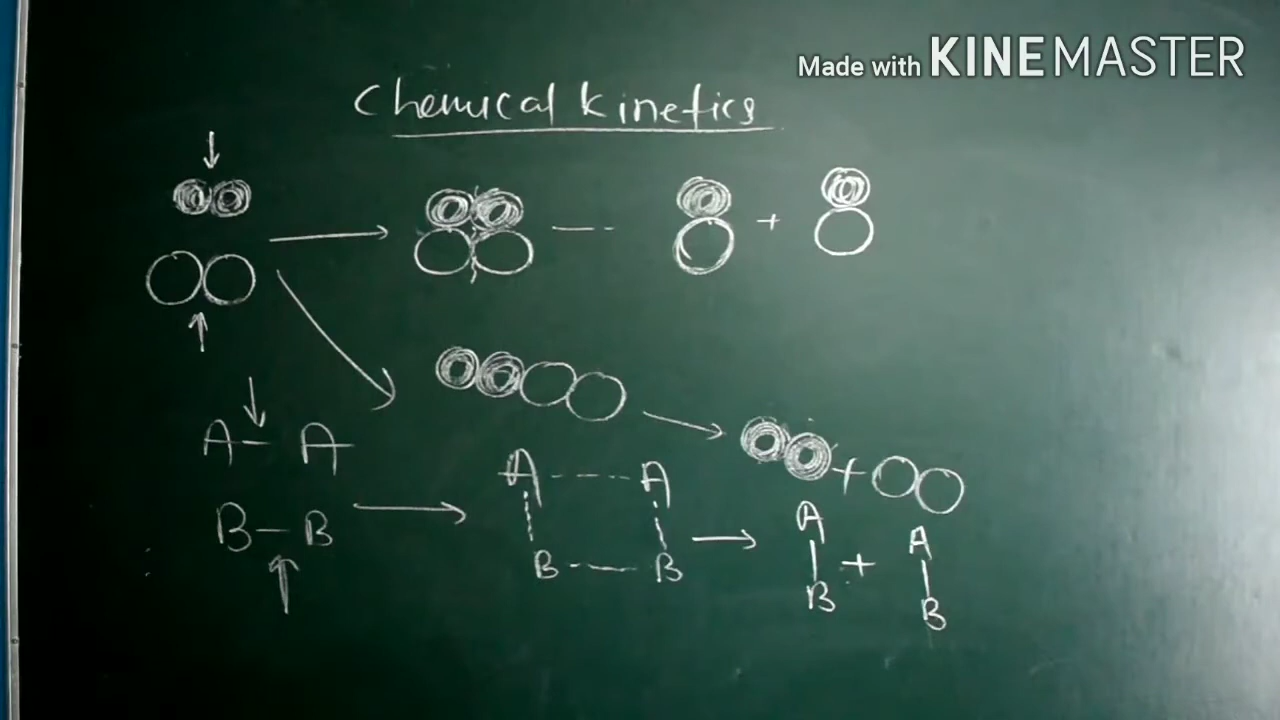 Made with KINEMASTER
Chemical kinetics
+
A - A
+
A --- A
B - B
B --- B
A
+
A
B
B